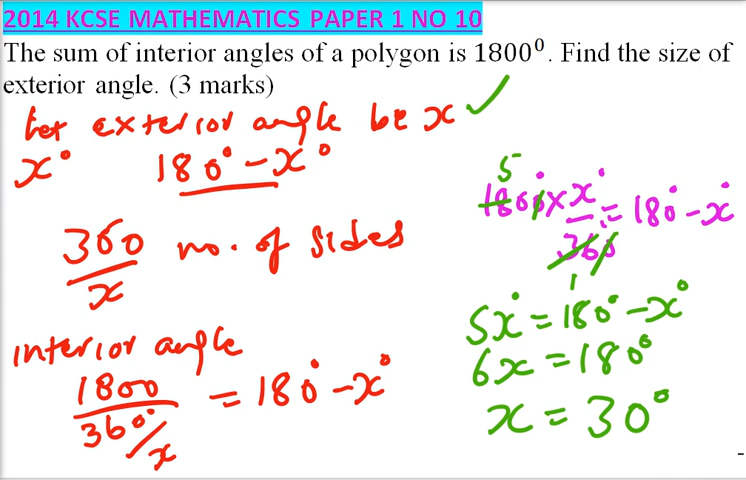 2014 KCSE MATHEMATICS PAPER 1 NO 10
The sum of interior angles of a polygon is 1800⁰. Find the size of
exterior angle. (3 marks)
Let exterior angle be x ✓
x° 180° - x°
360/x no. of sides
interior angle
1800/(360°/x) = 180° - x°
5
1800° × x°/360° = 180° - x°
1
5x° = 180° - x°
6x = 180°
x = 30°